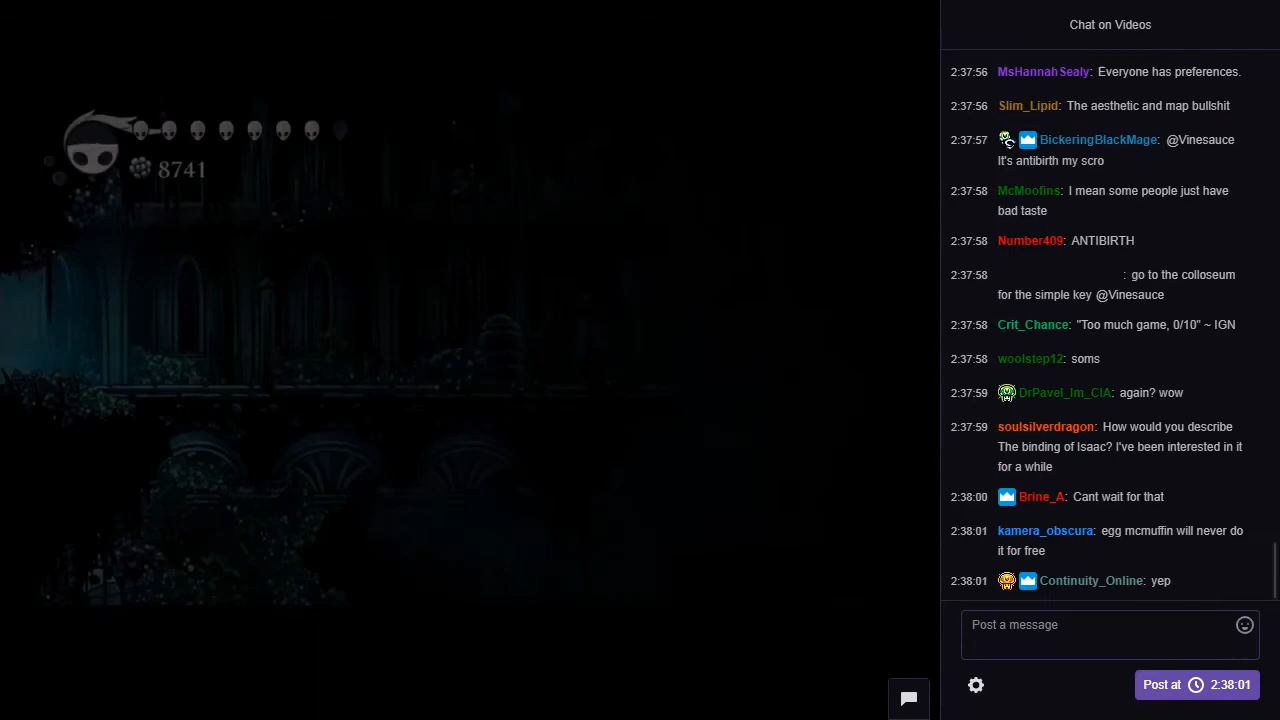 Chat on Videos
8741
2:37:56 MsHannahSealy: Everyone has preferences.
2:37:56 Slim_Lipid: The aesthetic and map bullshit
2:37:57 BickeringBlackMage: @Vinesauce
It's antibirth my scro
2:37:58 McMoofins: I mean some people just have
bad taste
2:37:58 Number409: ANTIBIRTH
2:37:58 : go to the colloseum
for the simple key @Vinesauce
2:37:58 Crit_Chance: "Too much game, 0/10" ~ IGN
2:37:58 woolstep12: soms
2:37:59 DrPavel_Im_CIA: again? wow
2:37:59 soulsilverdragon: How would you describe
The binding of Isaac? I've been interested in it
for a while
2:38:00 Brine_A: Cant wait for that
2:38:01 kamera_obscura: egg mcmuffin will never do
it for free
2:38:01 Continuity_Online: yep
Post a message
Post at 2:38:01